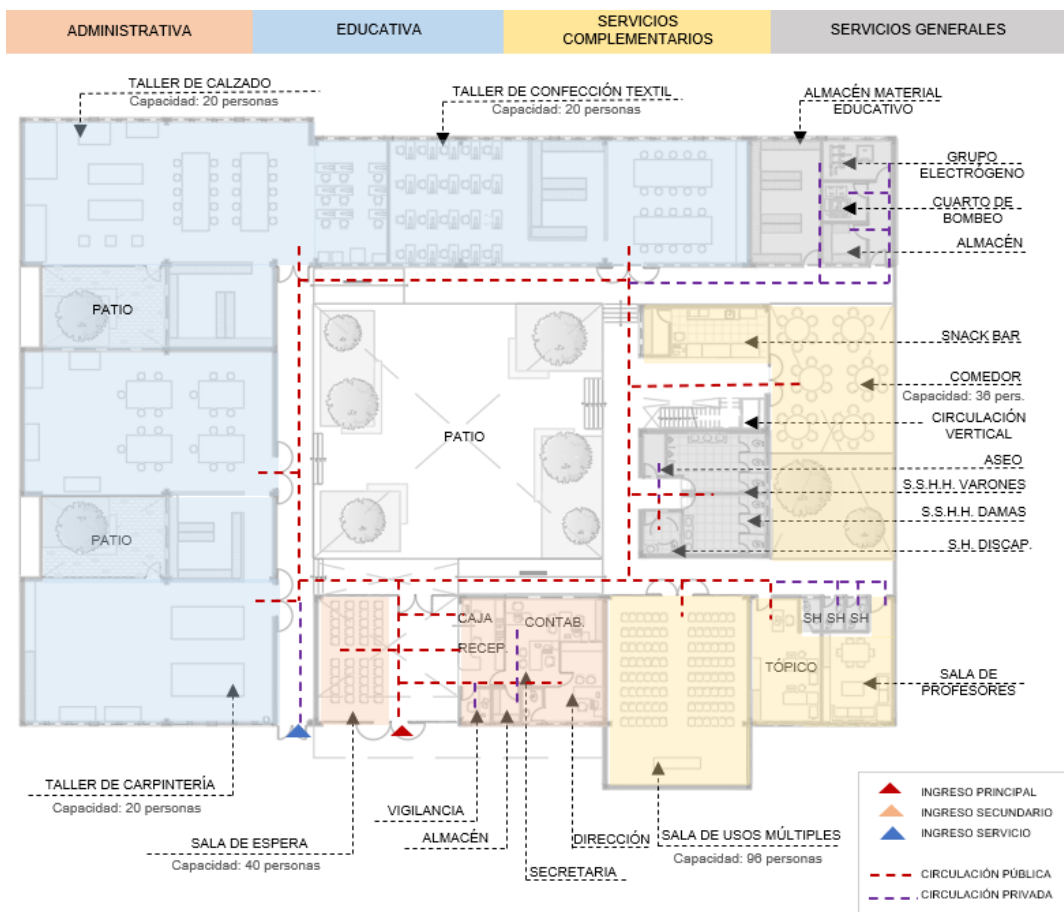 ADMINISTRATIVA
EDUCATIVA
SERVICIOS
COMPLEMENTARIOS
SERVICIOS GENERALES
TALLER DE CALZADO
Capacidad: 20 personas
TALLER DE CONFECCIÓN TEXTIL
Capacidad: 20 personas
ALMACÉN MATERIAL
EDUCATIVO
GRUPO
ELECTRÓGENO
CUARTO DE
BOMBEO
ALMACÉN
PATIO
SNACK BAR
COMEDOR
Capacidad: 36 pers.
CIRCULACIÓN
VERTICAL
PATIO
ASEO
S.S.H.H. VARONES
S.S.H.H. DAMAS
PATIO
S.H. DISCAP.
CAJA
CONTAB.
SH SH SH
RECEP.
TÓPICO
SALA DE
PROFESORES
TALLER DE CARPINTERÍA
Capacidad: 20 personas
VIGILANCIA
SALA DE ESPERA
Capacidad: 40 personas
ALMACÉN
SECRETARIA
DIRECCIÓN
SALA DE USOS MÚLTIPLES
Capacidad: 96 personas
INGRESO PRINCIPAL
INGRESO SECUNDARIO
INGRESO SERVICIO
CIRCULACIÓN PÚBLICA
CIRCULACIÓN PRIVADA